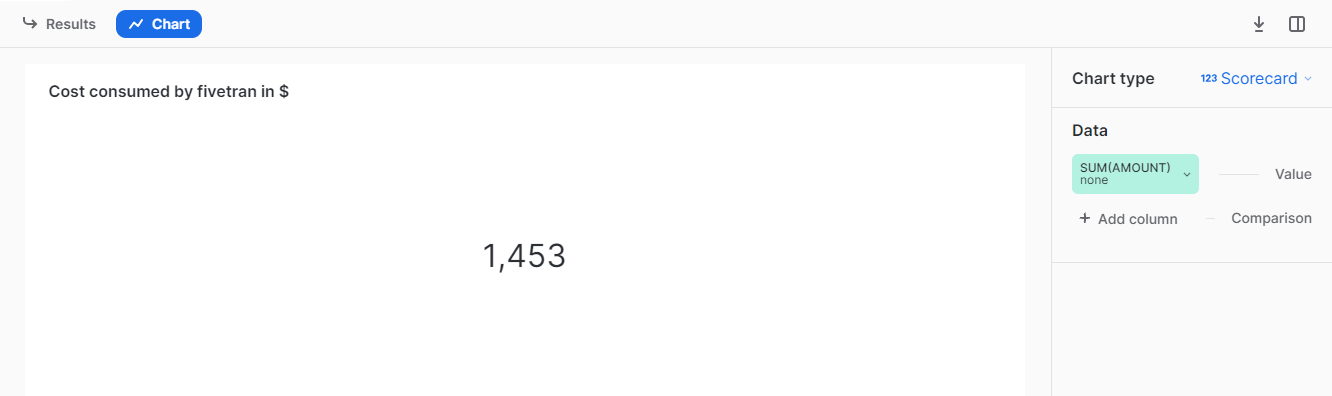 Results
Chart
Cost consumed by fivetran in $
1,453
Chart type
123 Scorecard
Data
SUM(AMOUNT)
none
Value
+ Add column
Comparison